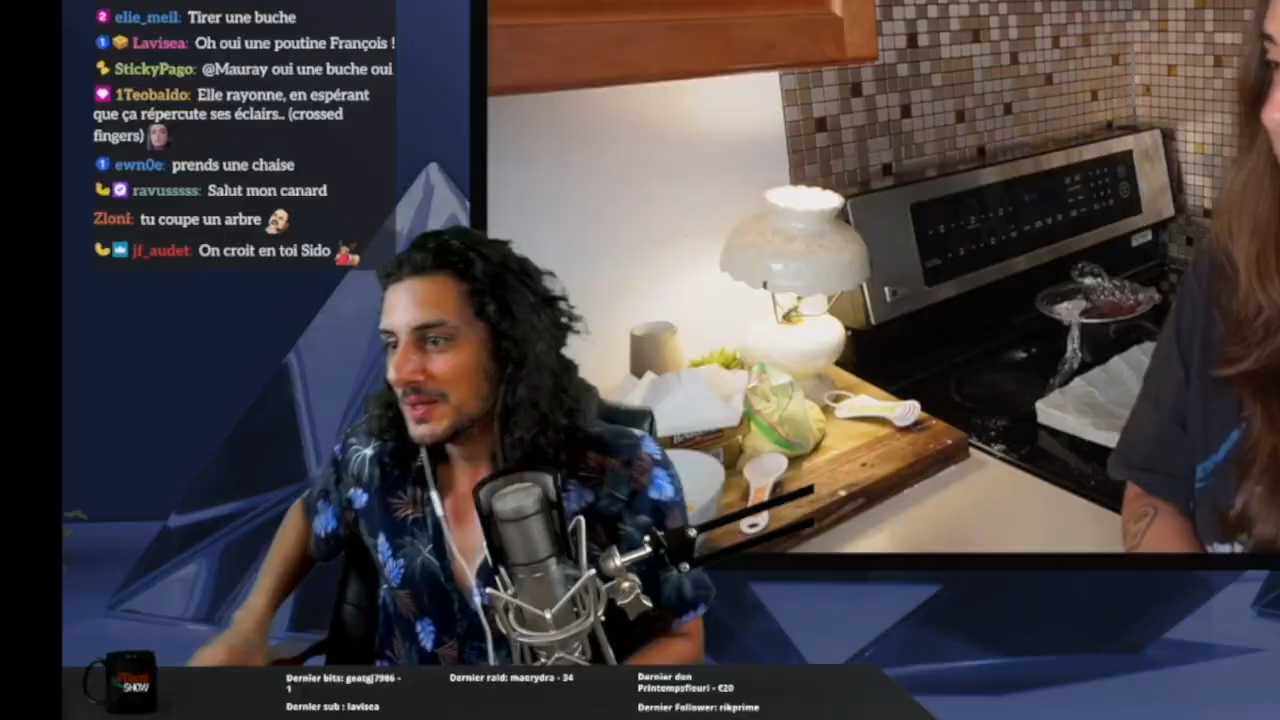 elie_meil: Tirer une buche
Lavisea: Oh oui une poutine François !
StickyPago: @Mauray oui une buche oui
1Teobaldo: Elle rayonne, en espérant
que ça répercute ses éclairs.. (crossed
fingers)
ewn0e: prends une chaise
ravusssss: Salut mon canard
Zloni: tu coupe un arbre
jf_audet: On croit en toi Sido
SHOW
Dernier bits: geatgj7986 -
1
Dernier sub : lavisea
Dernier raid: maerydra - 34
Dernier don
Printempsfleuri - €20
Dernier Follower: rikprime